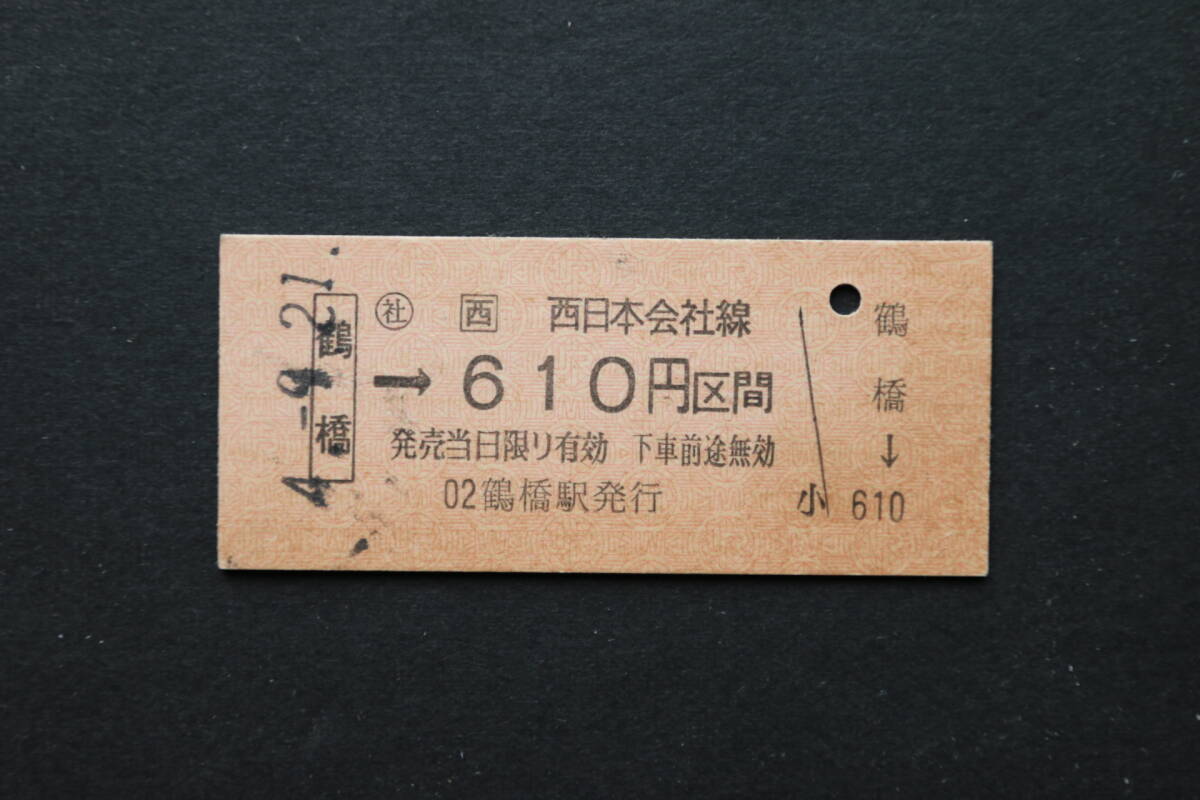 4.-9.21.
鶴橋
㊓ 西 西日本会社線
→ 610円区間
発売当日限り有効 下車前途無効
02鶴橋駅発行
鶴橋
↓
小 610